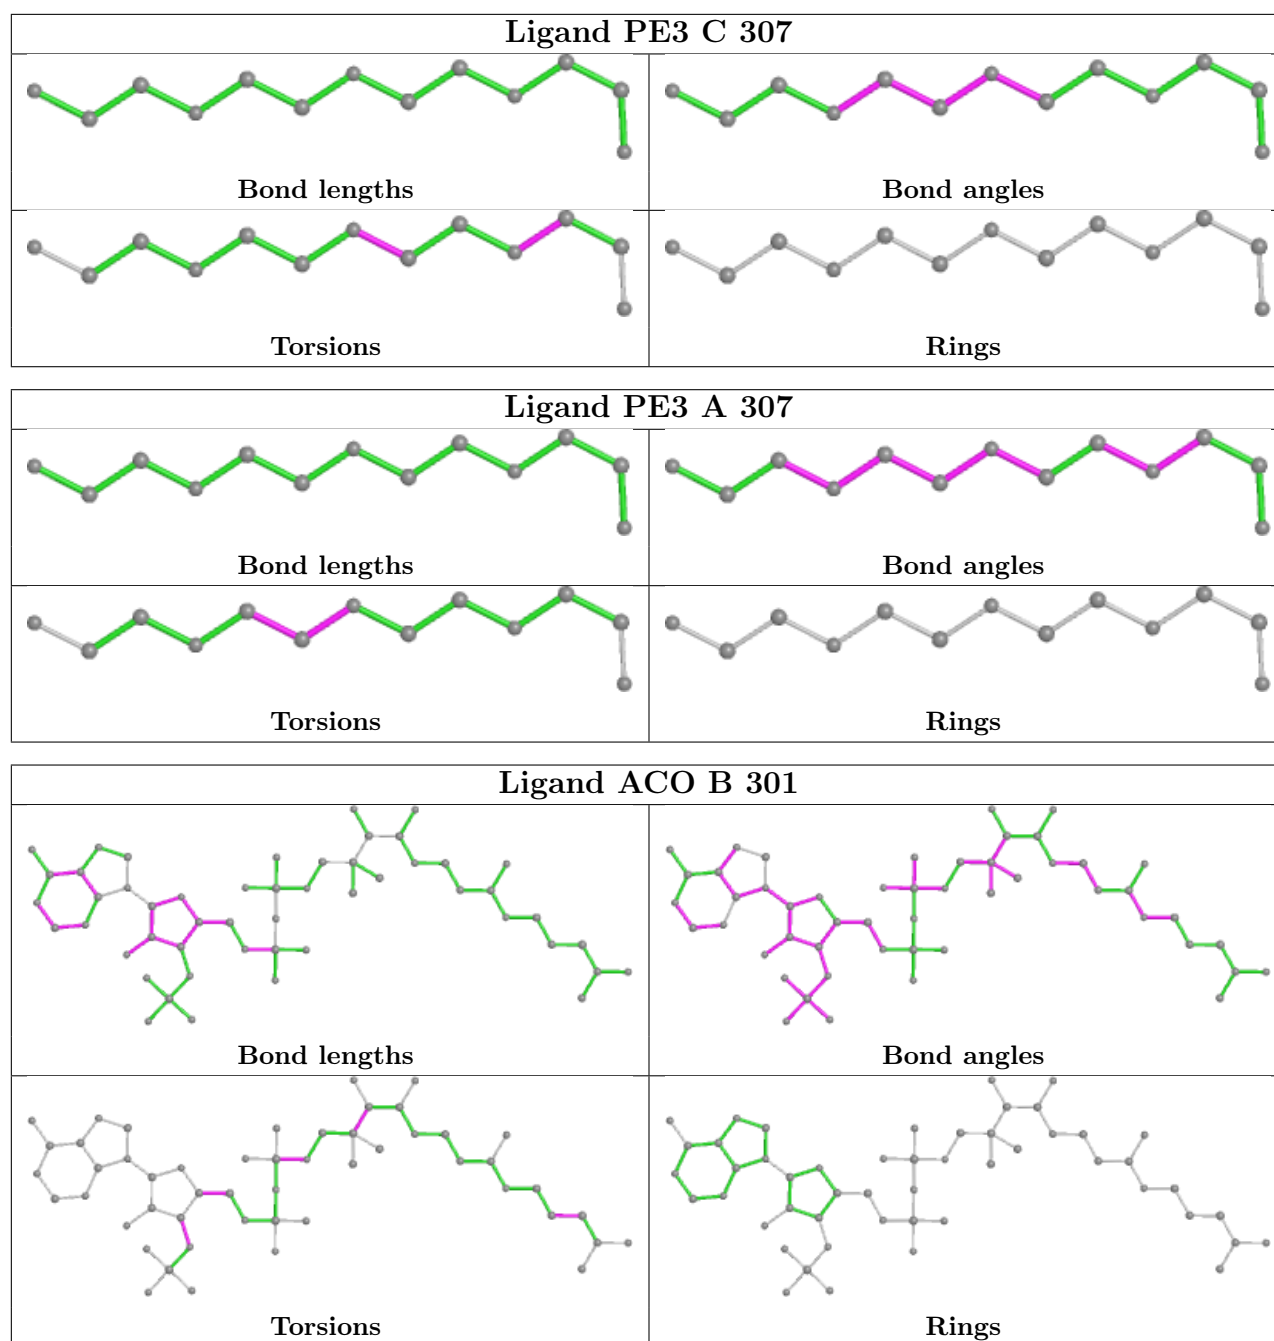 Ligand PE3 C 307
Bond lengths
Bond angles
Torsions
Rings
Ligand PE3 A 307
Bond lengths
Bond angles
Torsions
Rings
Ligand ACO B 301
Bond lengths
Bond angles
Torsions
Rings